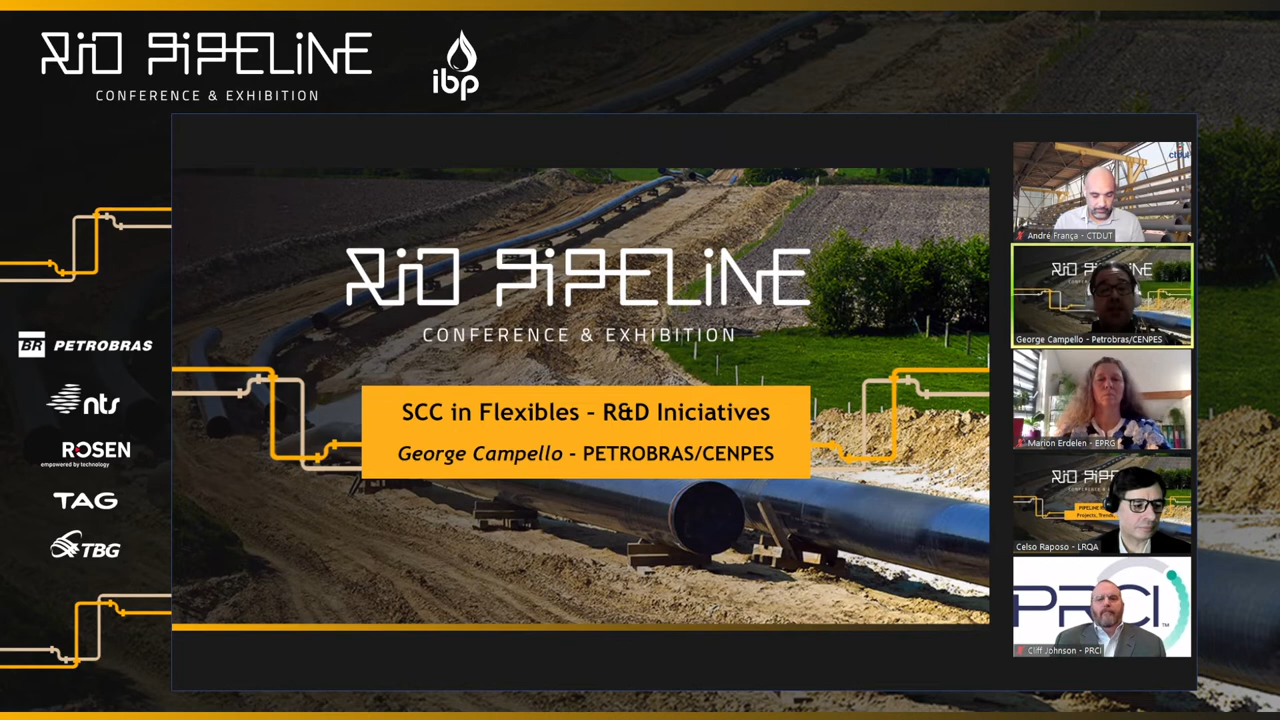 RIO PIPELINE
CONFERENCE & EXHIBITION
ibp
BR PETROBRAS
nts
ROSEN
empowered by technology
TAG
TBG
RIO PIPELINE
CONFERENCE & EXHIBITION
SCC in Flexibles - R&D Iniciatives
George Campello - PETROBRAS/CENPES
André França - CTDUT
George Campello - Petrobras/CENPES
Marion Erdelen - EPRG
Celso Raposo - LRQA
PRCI
Cliff Johnson - PRCI